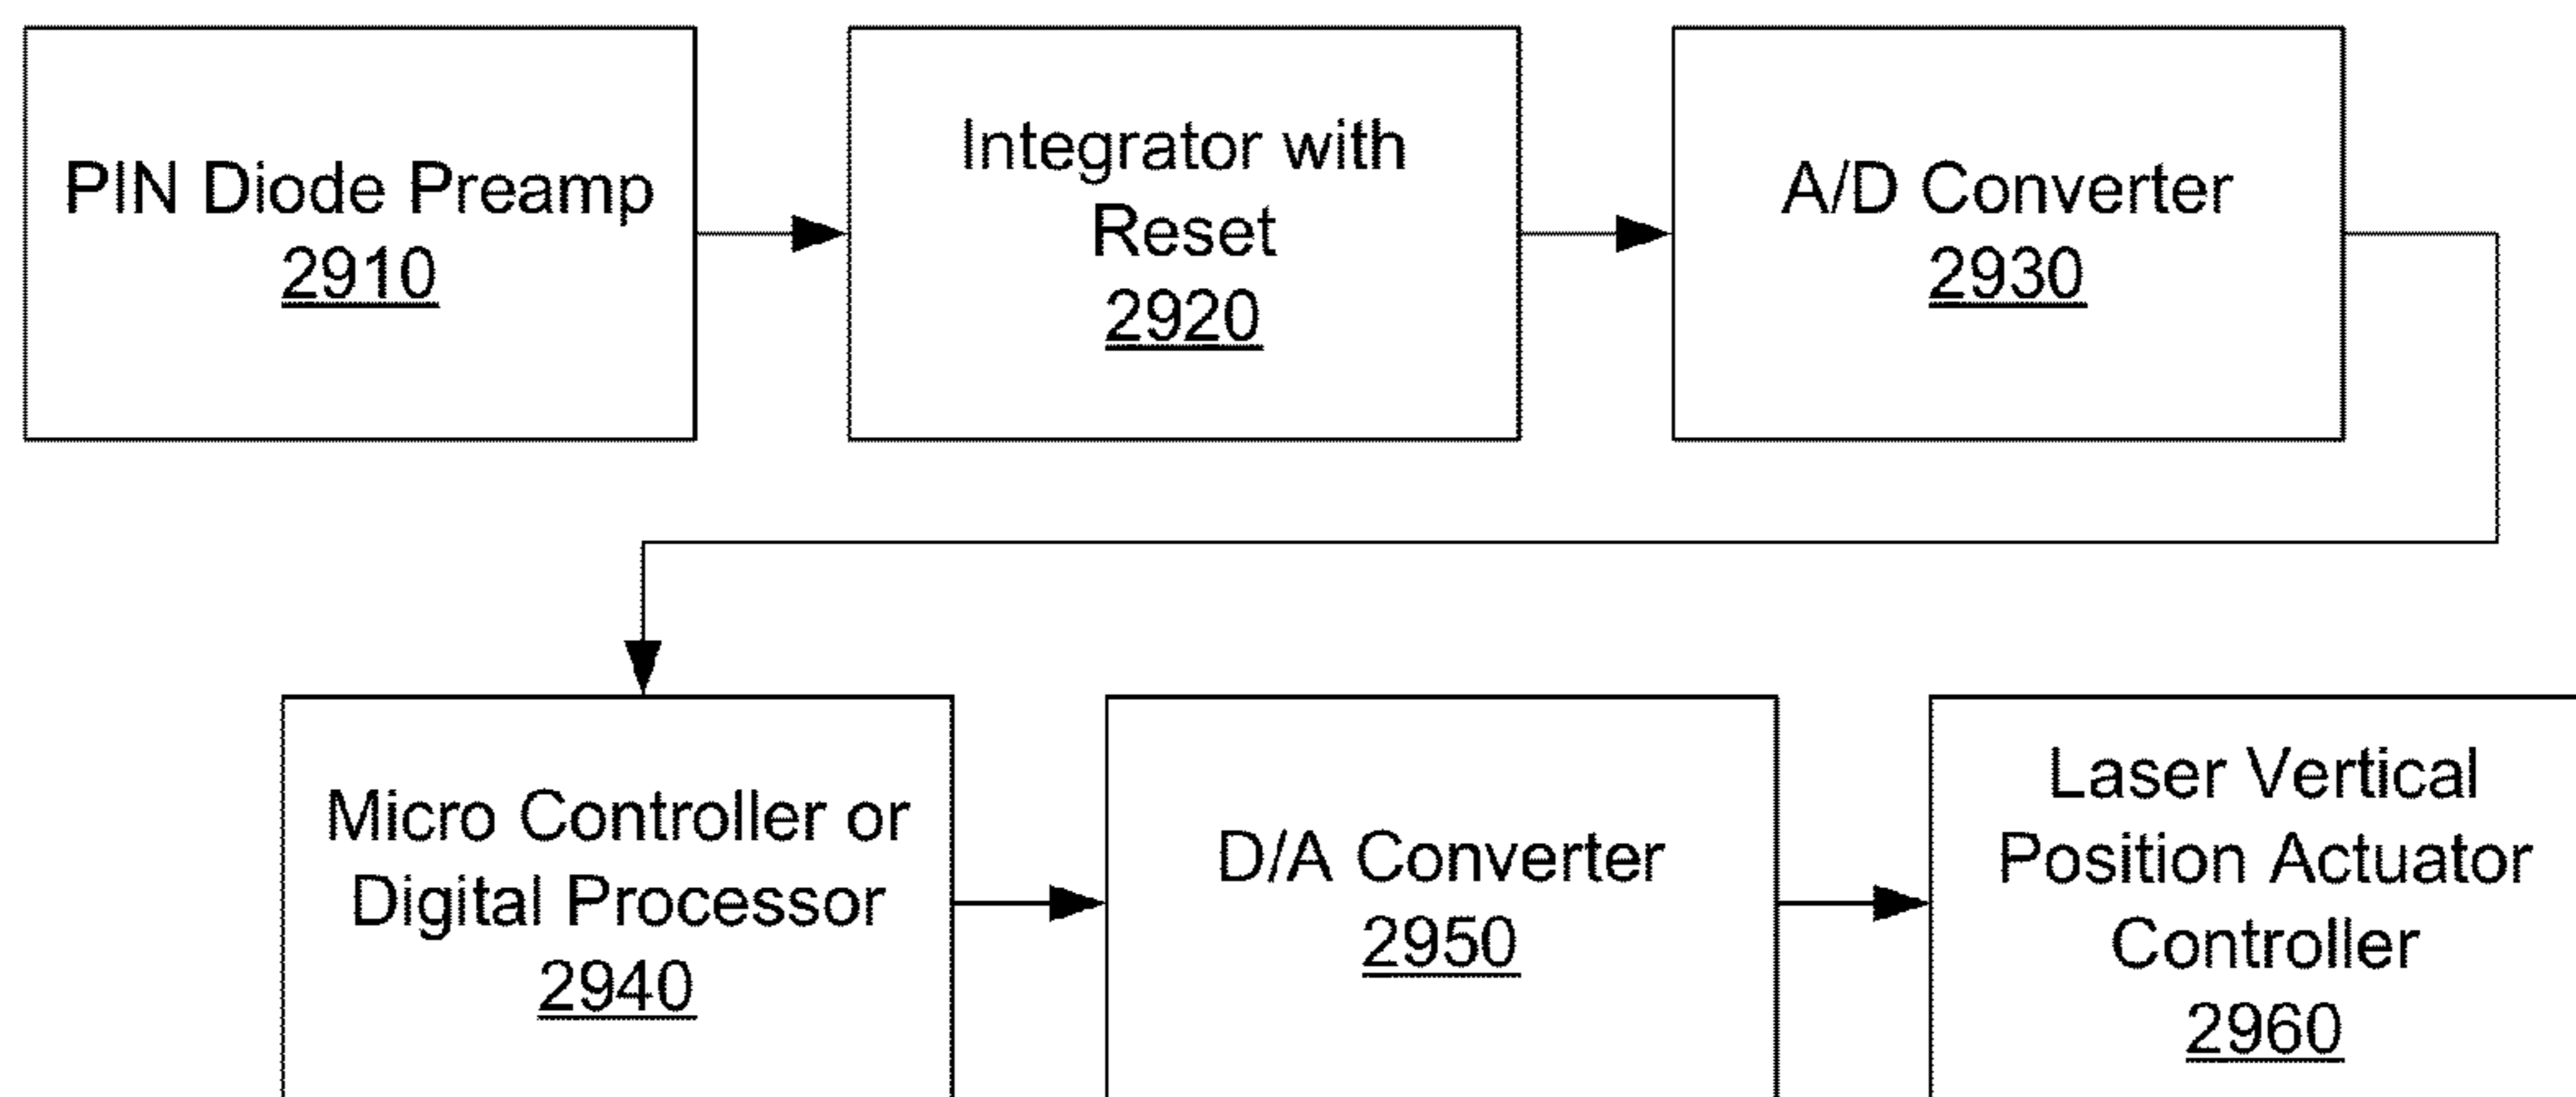 PIN Diode Preamp
2910
Integrator with
Reset
2920
A/D Converter
2930
Micro Controller or
Digital Processor
2940
D/A Converter
2950
Laser Vertical
Position Actuator
Controller
2960